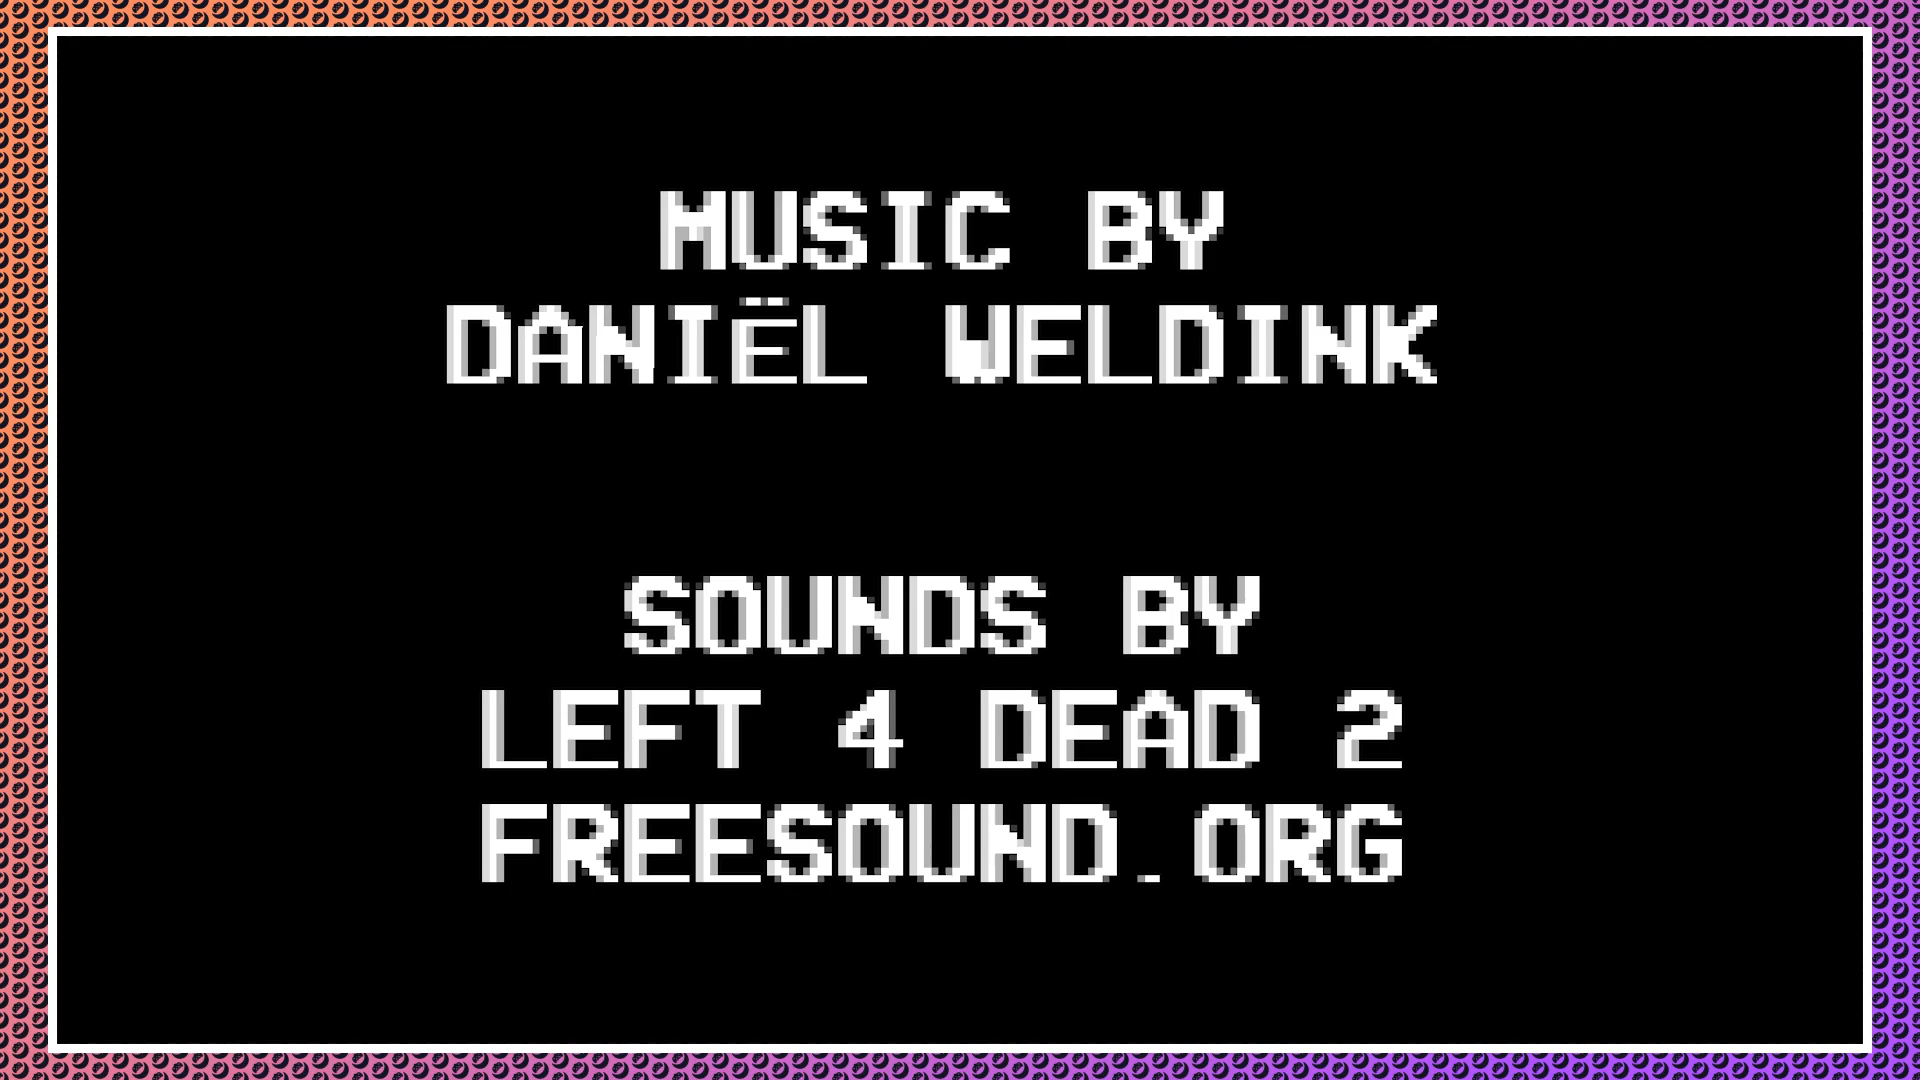 MUSIC BY
DANIËL WELDINK
SOUNDS BY
LEFT 4 DEAD 2
FREESOUND.ORG